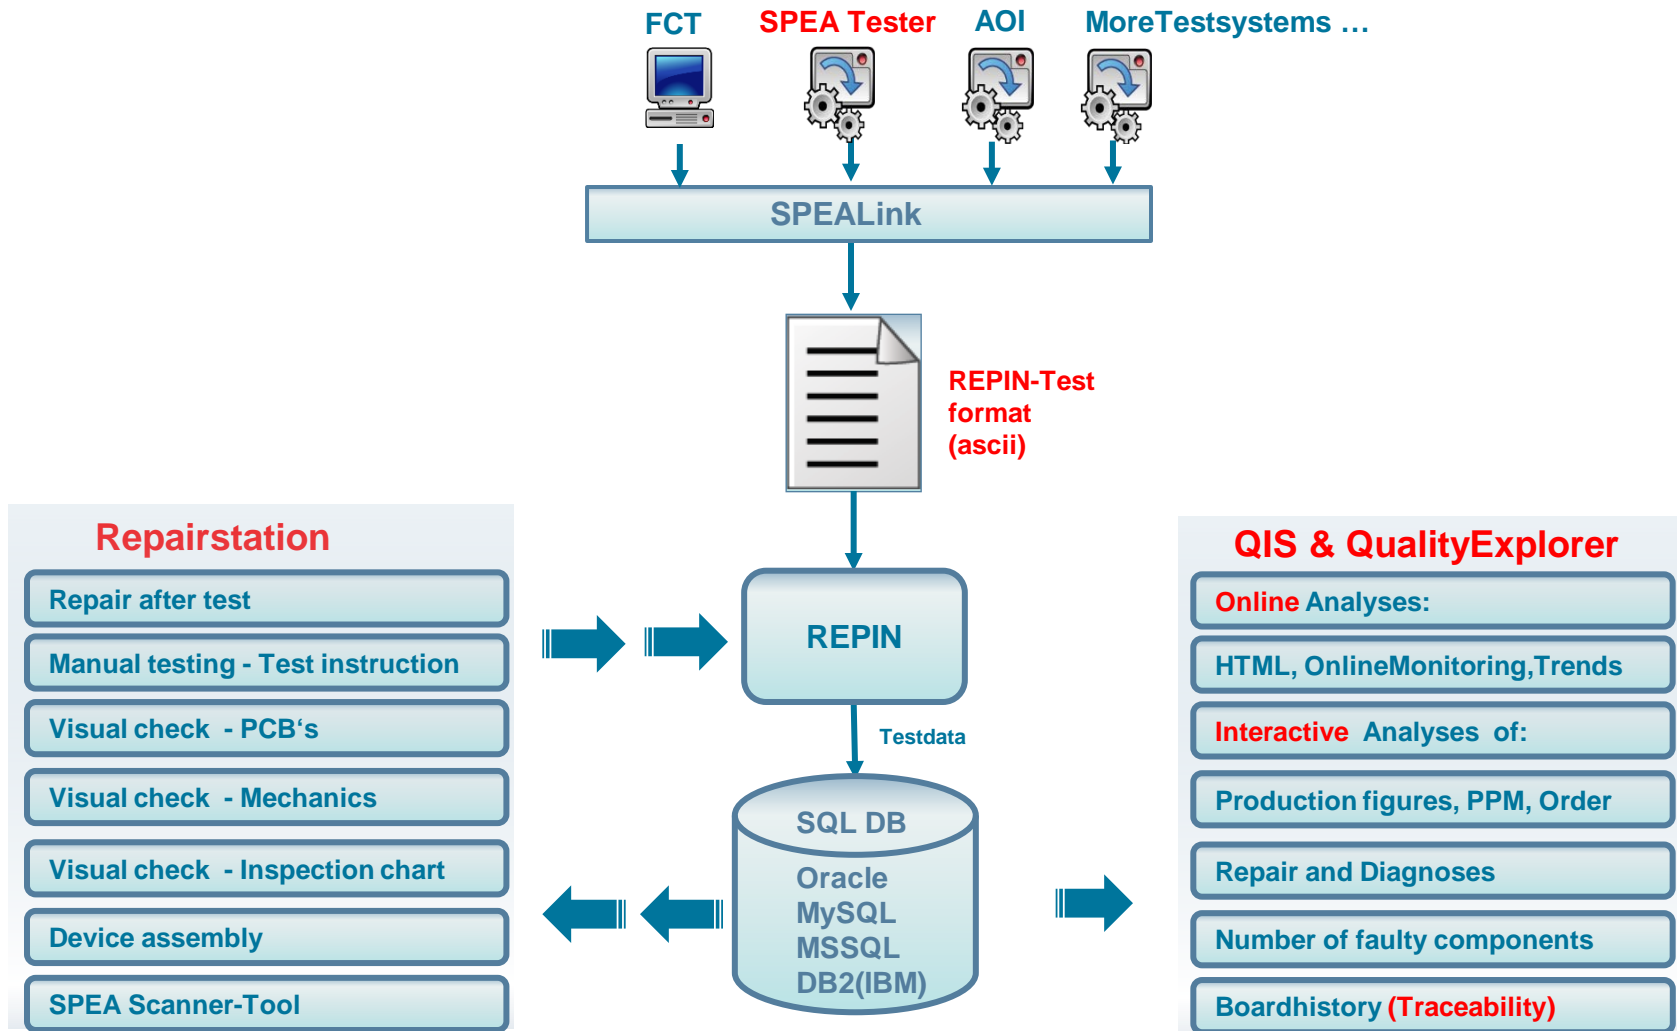 FCT
SPEA Tester
AOI
MoreTestsystems ...
SPEALink
REPIN-Test
format
(ascii)
Repairstation
Repair after test
Manual testing - Test instruction
Visual check - PCB‘s
Visual check - Mechanics
Visual check - Inspection chart
Device assembly
SPEA Scanner-Tool
REPIN
Testdata
SQL DB
Oracle
MySQL
MSSQL
DB2(IBM)
QIS & QualityExplorer
Online Analyses:
HTML, OnlineMonitoring,Trends
Interactive Analyses of:
Production figures, PPM, Order
Repair and Diagnoses
Number of faulty components
Boardhistory (Traceability)